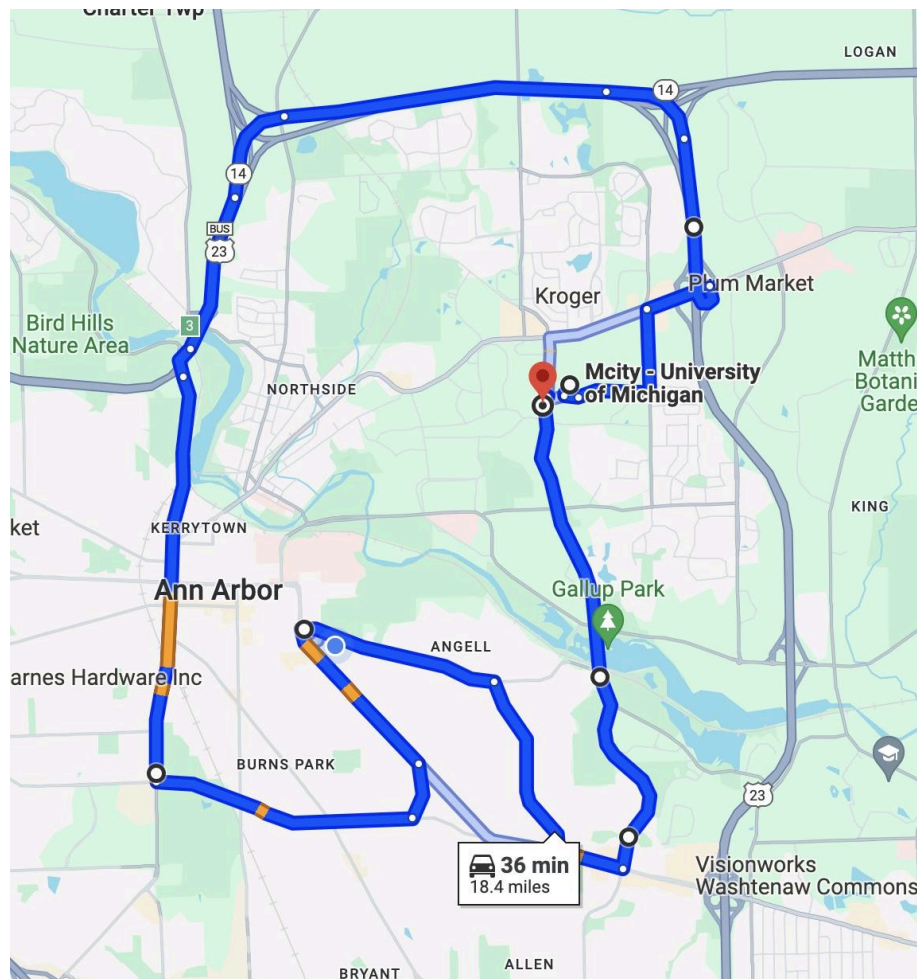 Charter Twp
LOGAN
14
14
BUS
23
Plum Market
Kroger
3
Bird Hills
Nature Area
Matth
Botani
Garde
Mcity - University
of Michigan
NORTHSIDE
KING
KERRYTOWN
ket
Ann Arbor
Gallup Park
ANGELL
arnes Hardware Inc
BURNS PARK
23
36 min
18.4 miles
Visionworks
Washtenaw Commons
ALLEN
BRYANT